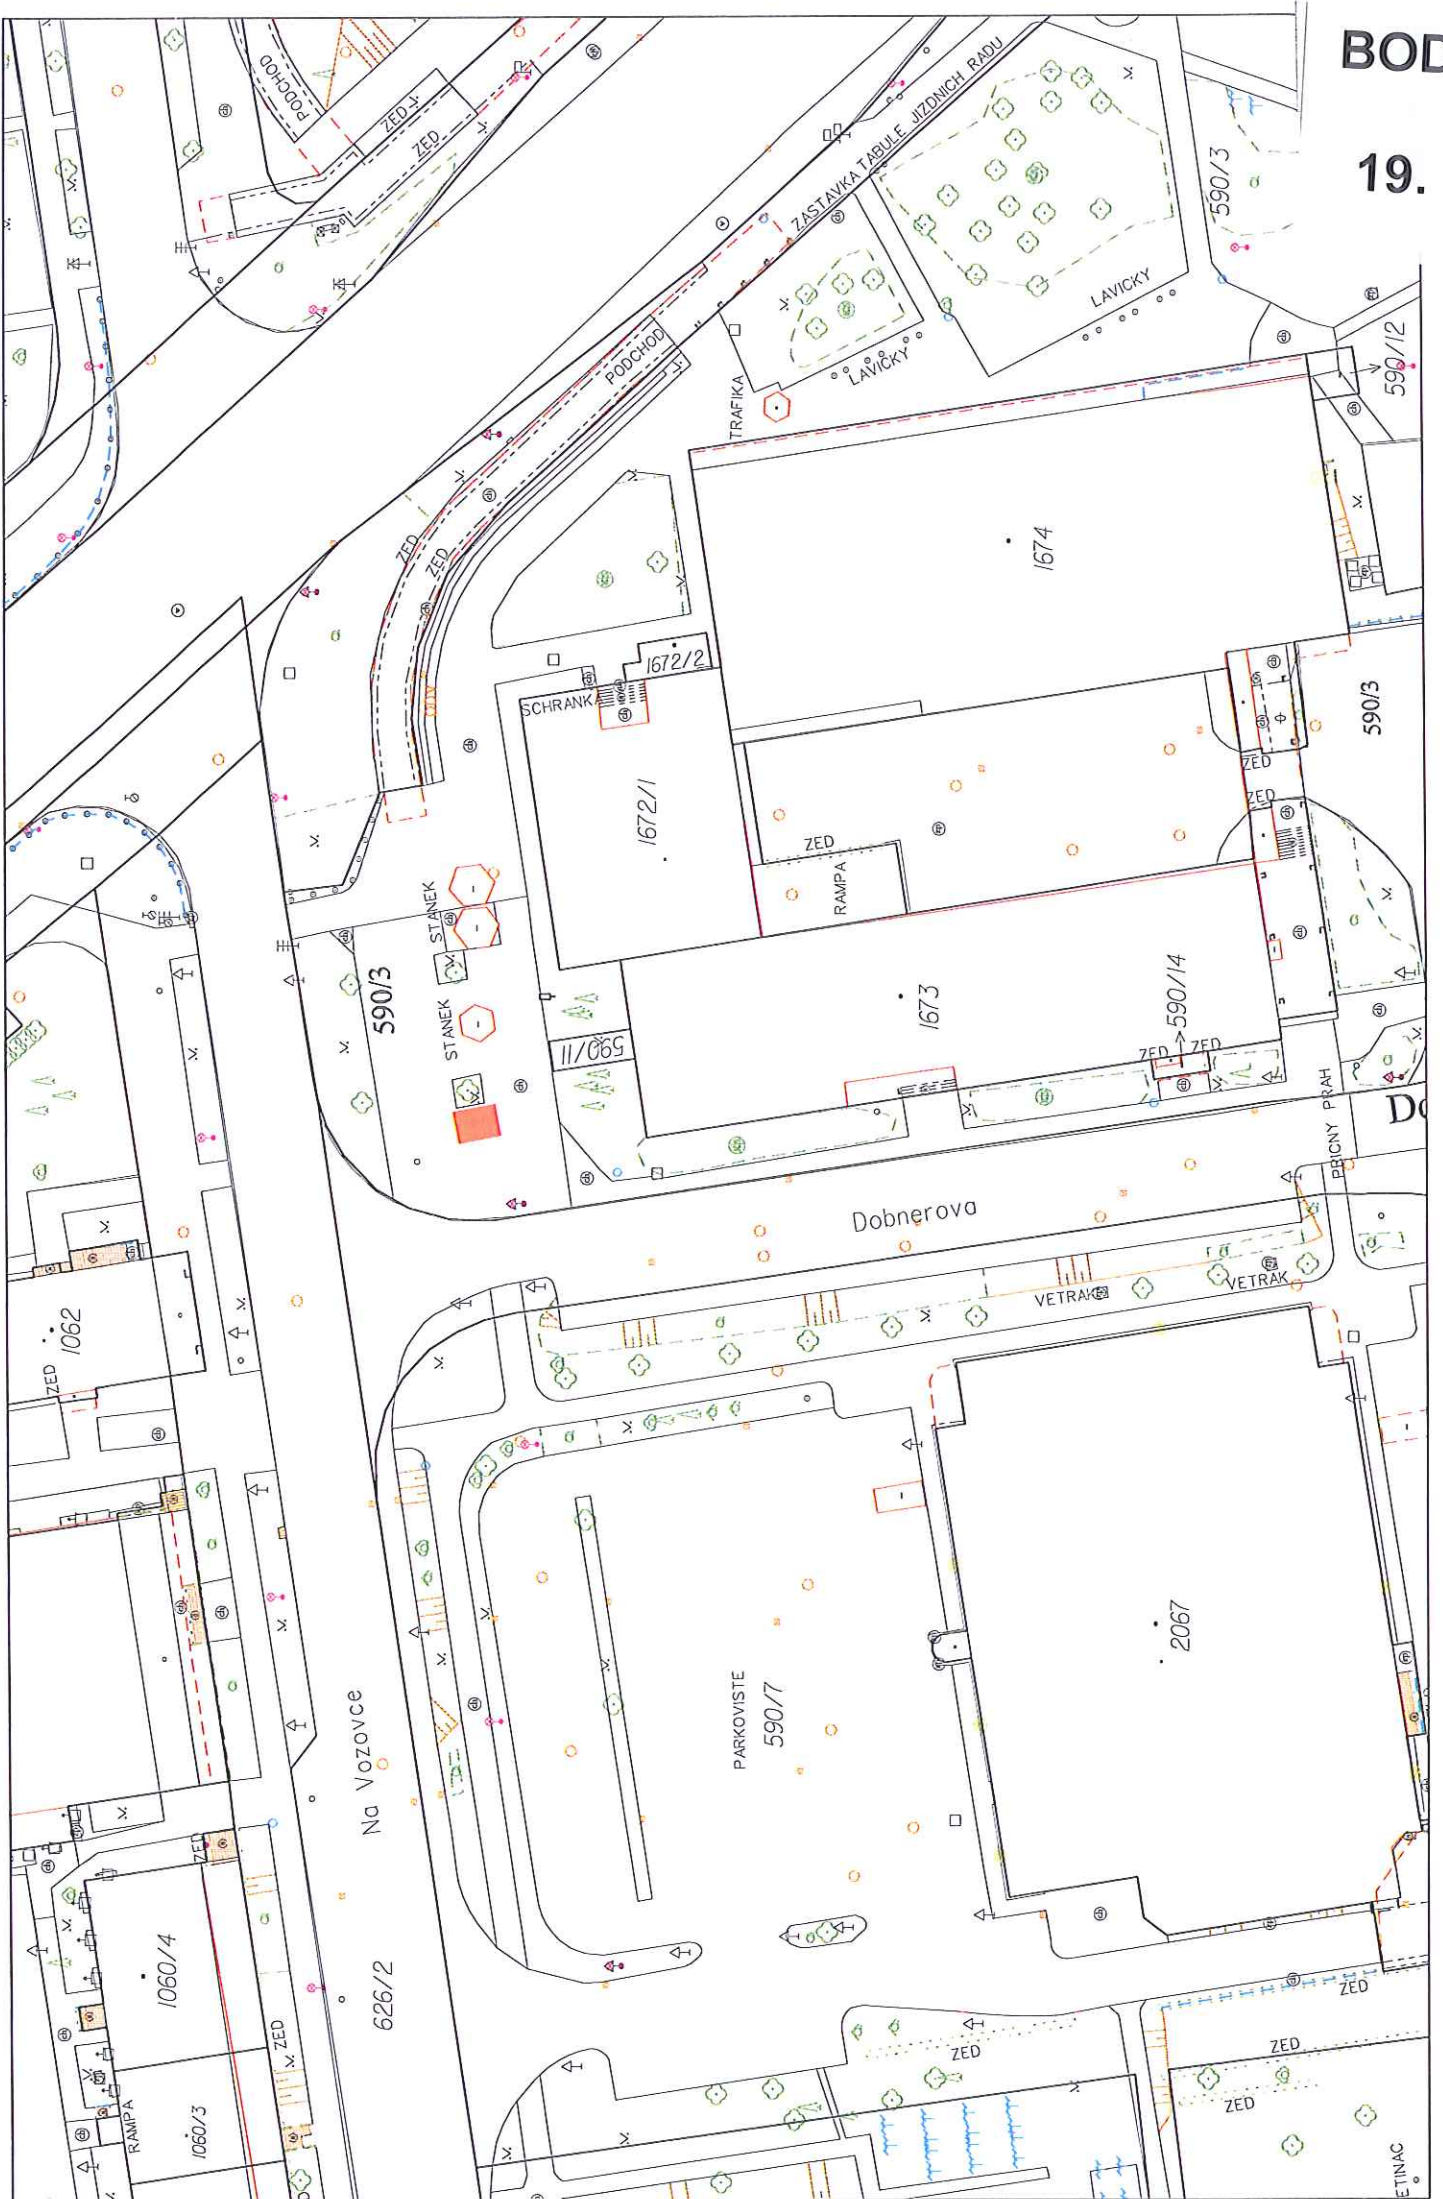 BOD
19.
PODCHOD
ZED
ZED
ZASTAVKA TABULE JIZDNICH RADU
590/3
LAVICKY
LAVICKY
PODCHOD
TRAFIKA
590/12
ZED
ZED
1674
1672/2
SCHRANKA
590/3
1672/1
ZED
ZED
ZED
RAMPA
STANEK
590/3
STANEK
1673
590/14
590/11
ZED
ZED
PRICNY PRAH
Do
Dobnerova
VETRAK
VETRAK
1062
ZED
2067
PARKOVISTE
590/7
Na Vozovce
ZED
1060/4
626/2
ZED
ZED
ZED
ZED
ZED
RAMPA
1060/3
ETINAC